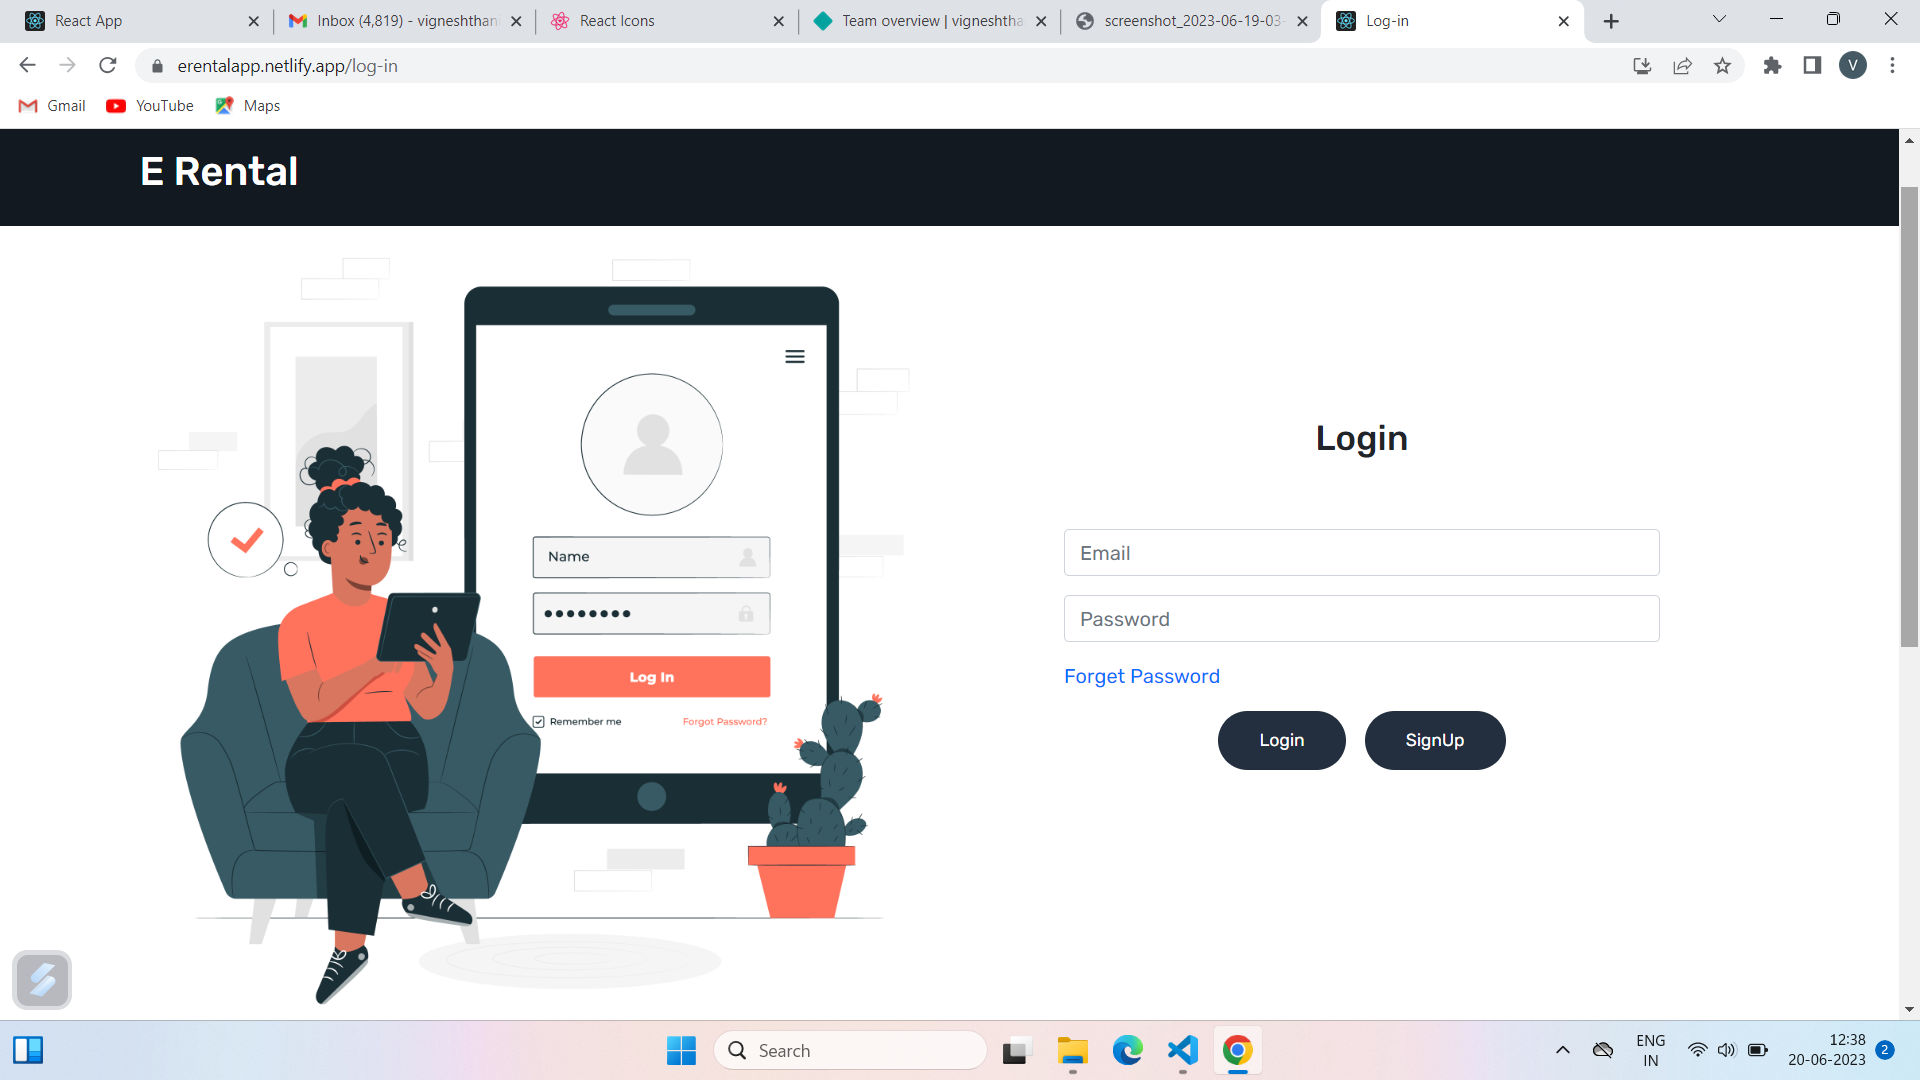 React App
Inbox (4,819) - vigneshthan
React Icons
Team overview | vigneshtha
screenshot_2023-06-19-03-
Log-in
erentalapp.netlify.app/log-in
V
Gmail
YouTube
Maps
E Rental
Name
Log In
Remember me
Forgot Password?
Login
Email
Password
Forget Password
Login
SignUp
Search
ENG
IN
12:38
20-06-2023
2